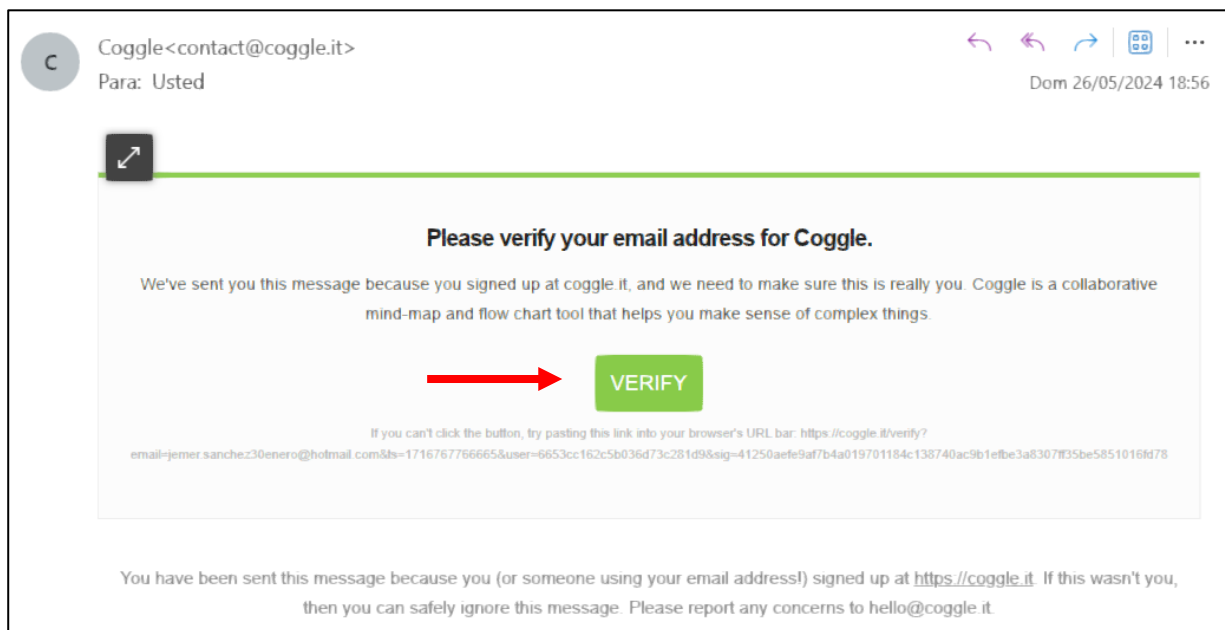 C
Coggle<contact@coggle.it>
Para: Usted
Dom 26/05/2024 18:56
Please verify your email address for Coggle.
We've sent you this message because you signed up at coggle.it, and we need to make sure this is really you. Coggle is a collaborative
mind-map and flow chart tool that helps you make sense of complex things.
VERIFY
If you can't click the button, try pasting this link into your browser's URL bar: https://coggle.it/verify?
email=jemer.sanchez30enero@hotmail.com&ts=1716767766665&user=6653cc162c5b036d73c281d9&sig=41250aefe9af7b4a019701184c138740ac9b1efbe3a8307ff35be5851016fd78
You have been sent this message because you (or someone using your email address!) signed up at https://coggle.it. If this wasn't you,
then you can safely ignore this message. Please report any concerns to hello@coggle.it.